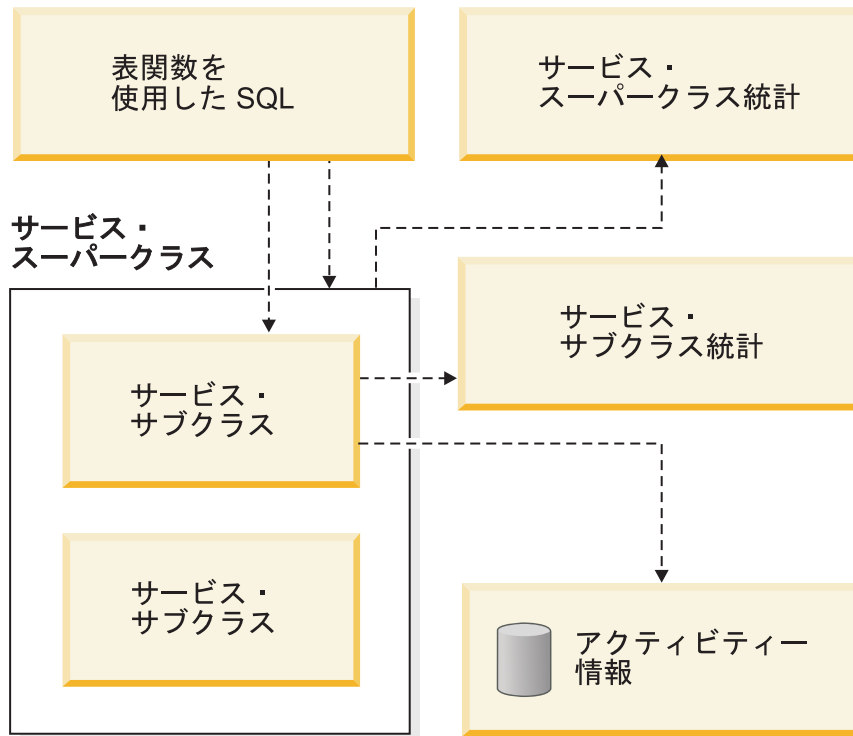 表関数を
使用した SQL
サービス・
スーパークラス統計
サービス・
スーパークラス
サービス・
サブクラス統計
サービス・
サブクラス
サービス・
サブクラス
アクティビティー
情報